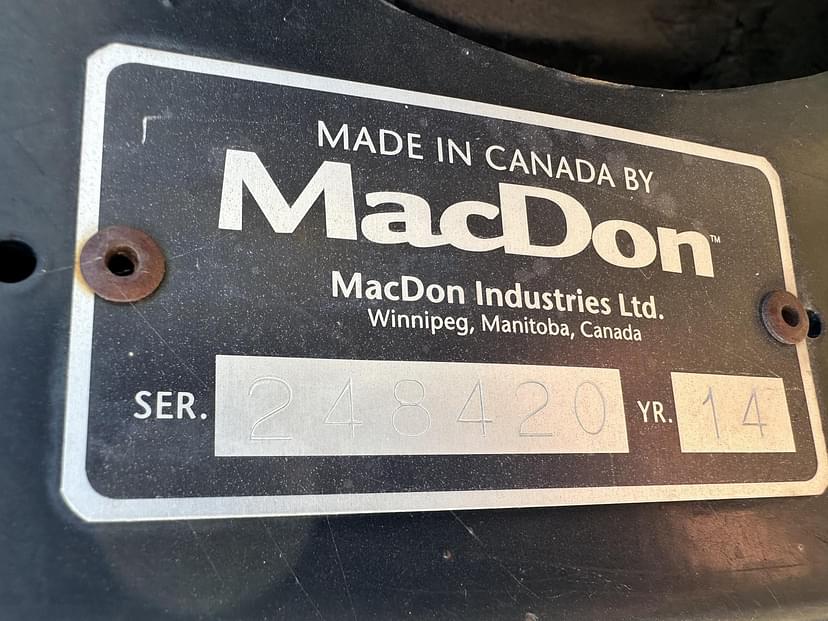 MADE IN CANADA BY
MacDon™
MacDon Industries Ltd.
Winnipeg, Manitoba, Canada
SER. 248420 YR. 14